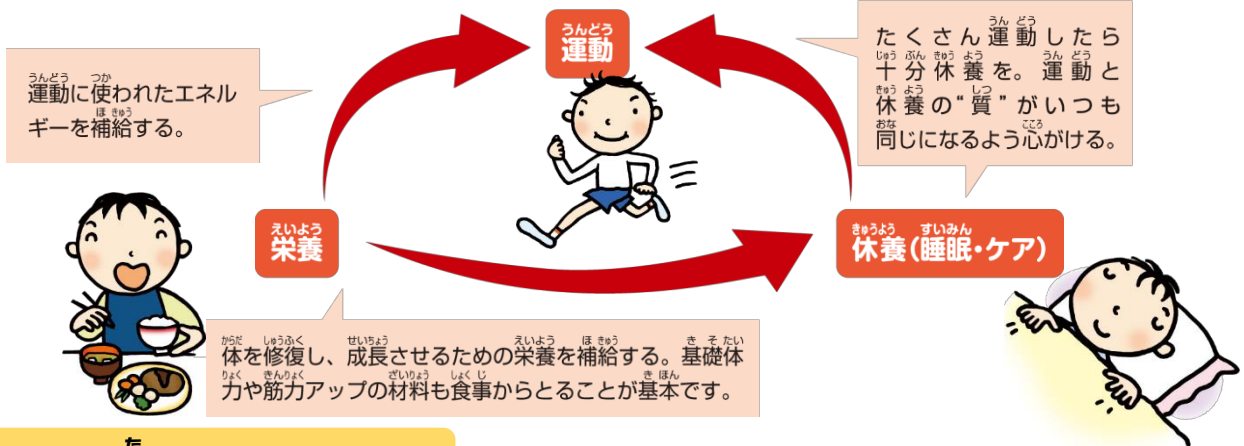 運動
運動に使われたエネル
ギーを補給する。
たくさん運動したら
十分休養を。運動と
休養の“質”がいつも
同じになるよう心がける。
栄養
休養(睡眠・ケア)
体を修復し、成長させるための栄養を補給する。基礎体
力や筋力アップの材料も食事からとることが基本です。